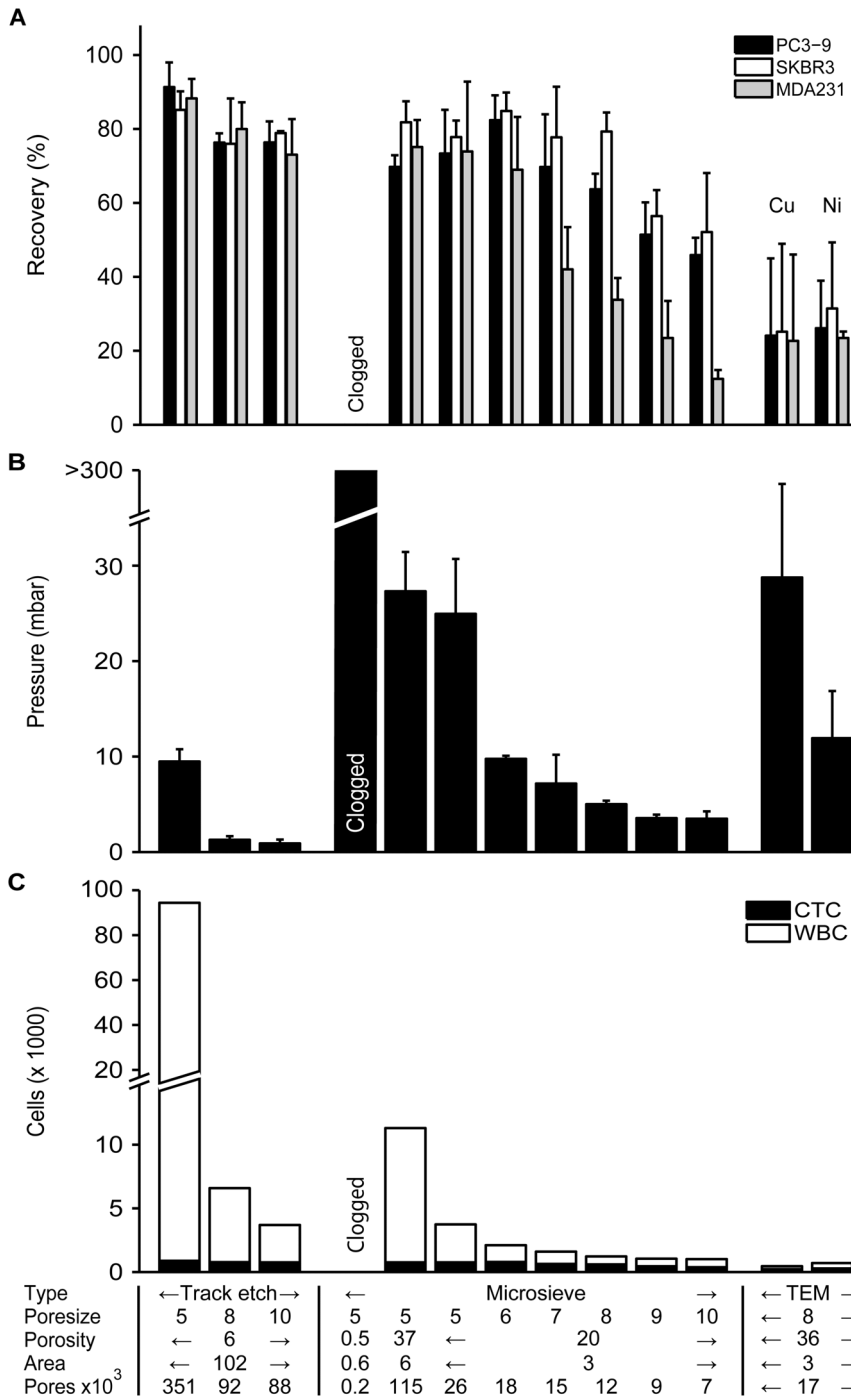 A
PC3−9
SKBR3
MDA231
100
80
60
40
20
0
Recovery (%)
Clogged
Cu Ni
B
>300
30
20
10
0
Pressure (mbar)
Clogged
C
CTC
WBC
100
80
60
40
20
10
5
0
Cells (x 1000)
Clogged
Type ←Track etch→ ← Microsieve → ← TEM →
Poresize 5 8 10 5 5 5 6 7 8 9 10 ← 8 →
Porosity ← 6 → 0.5 37 ← 20 → ← 36 →
Area ← 102 → 0.6 6 ← 3 → ← 3 →
Pores x10³ 351 92 88 0.2 115 26 18 15 12 9 7 ← 17 →